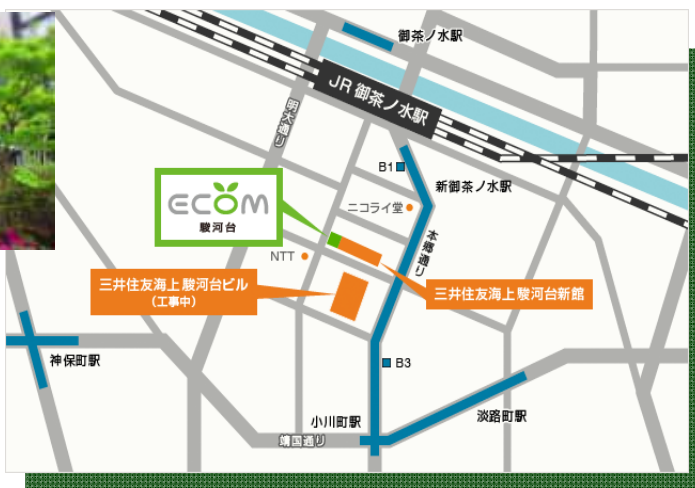 御茶ノ水駅
JR 御茶ノ水駅
明大通り
B1
新御茶ノ水駅
ECOM
駿河台
ニコライ堂
本郷通り
NTT
三井住友海上 駿河台ビル
(工事中)
三井住友海上 駿河台新館
神保町駅
B3
小川町駅
淡路町駅
靖国通り